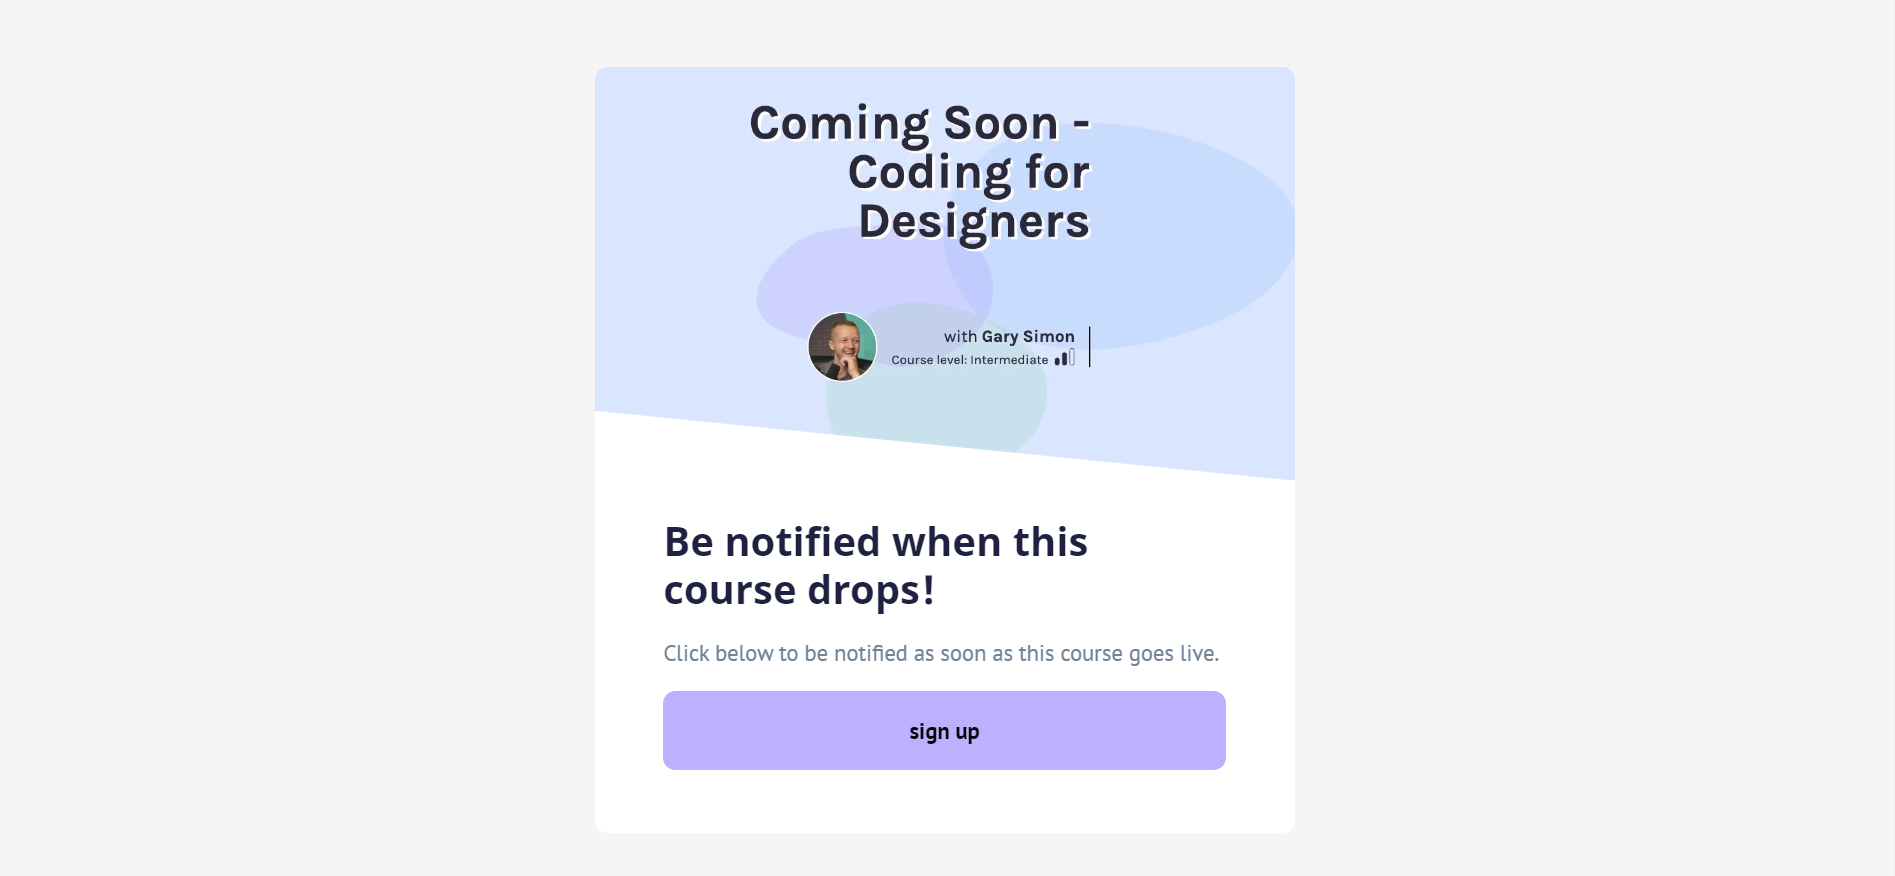 Coming Soon -
Coding for
Designers
with Gary Simon
Course level: Intermediate
Be notified when this
course drops!
Click below to be notified as soon as this course goes live.
sign up